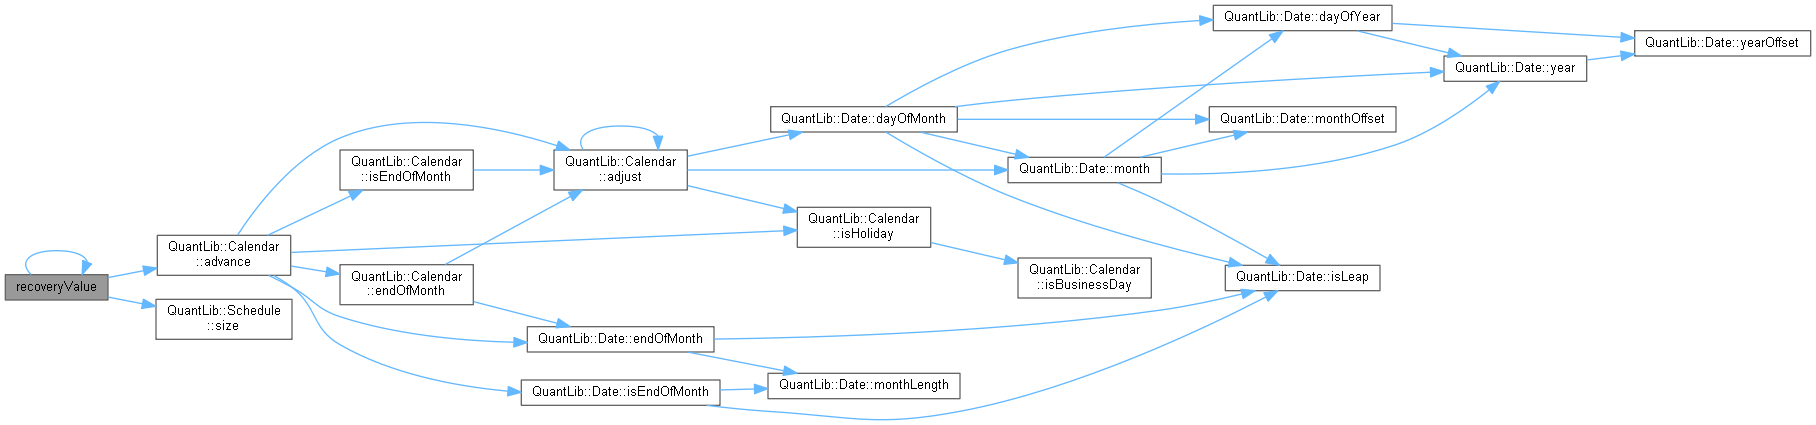 recoveryValue
QuantLib::Calendar
::advance
QuantLib::Schedule
::size
QuantLib::Calendar
::isEndOfMonth
QuantLib::Calendar
::endOfMonth
QuantLib::Calendar
::adjust
QuantLib::Date::endOfMonth
QuantLib::Date::isEndOfMonth
QuantLib::Date::dayOfMonth
QuantLib::Calendar
::isHoliday
QuantLib::Date::monthLength
QuantLib::Date::month
QuantLib::Calendar
::isBusinessDay
QuantLib::Date::dayOfYear
QuantLib::Date::monthOffset
QuantLib::Date::isLeap
QuantLib::Date::year
QuantLib::Date::yearOffset